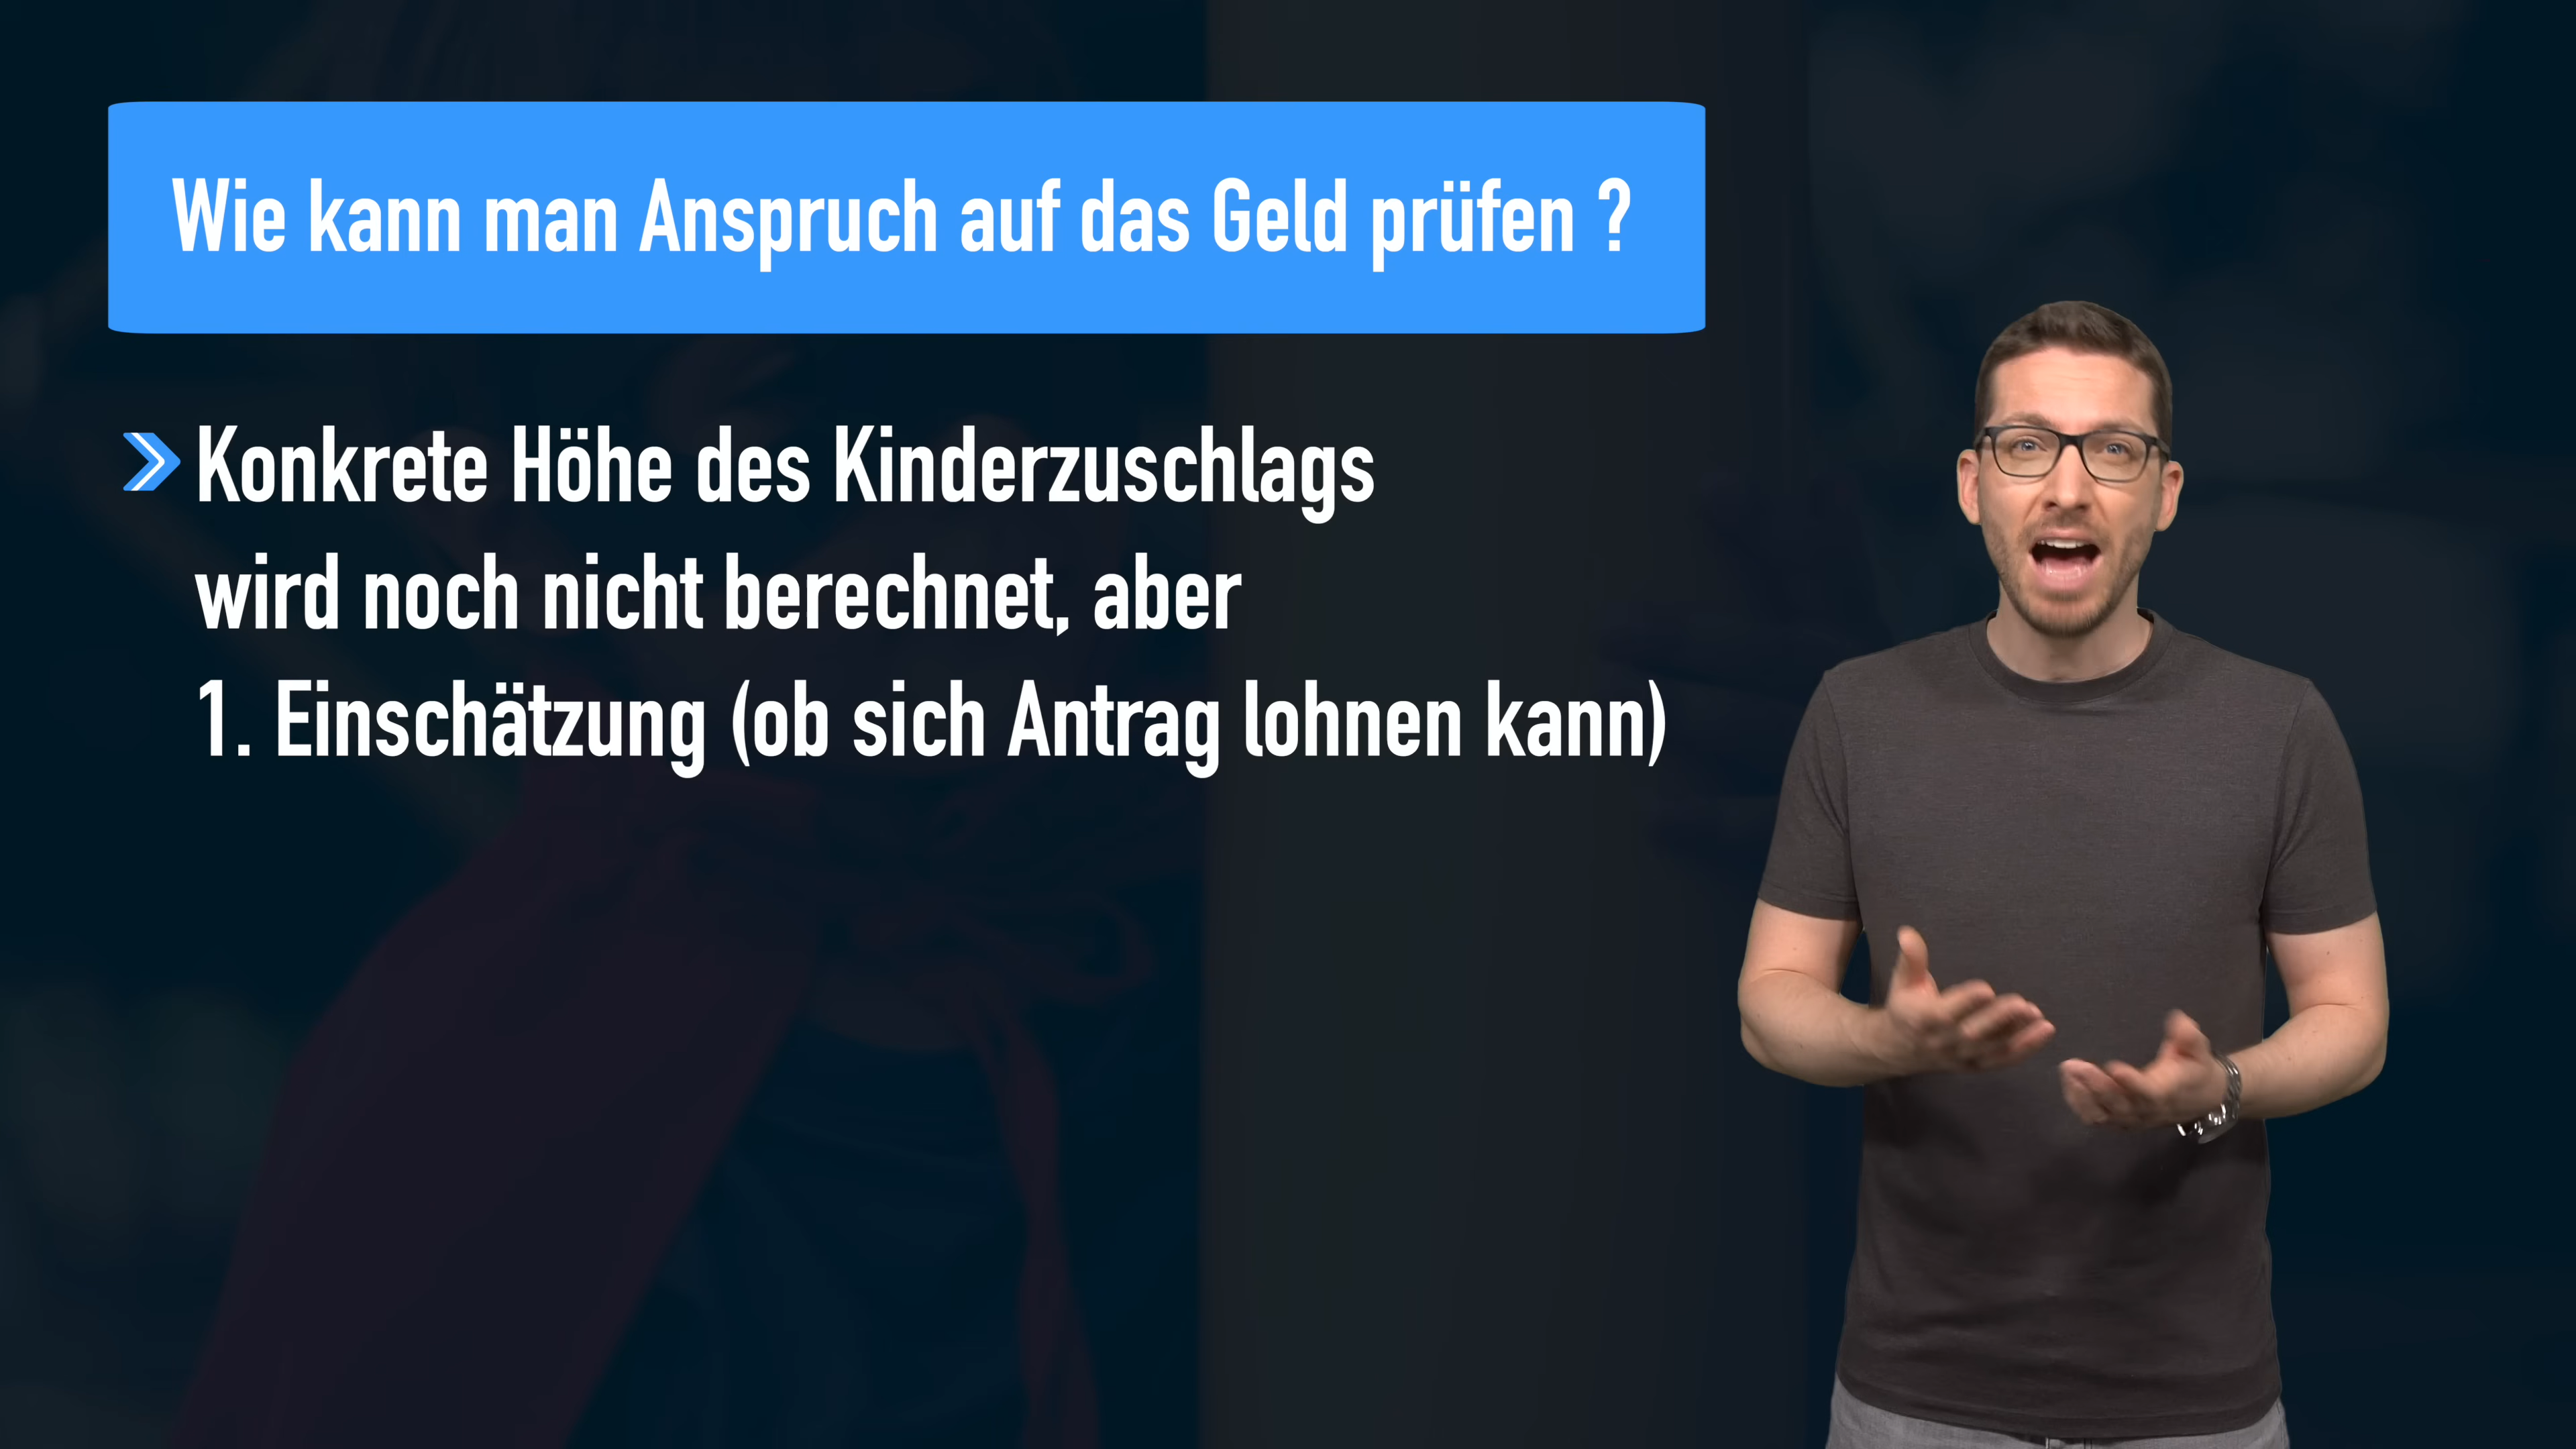 Wie kann man Anspruch auf das Geld prüfen ?
Konkrete Höhe des Kinderzuschlags
wird noch nicht berechnet, aber
1. Einschätzung (ob sich Antrag lohnen kann)